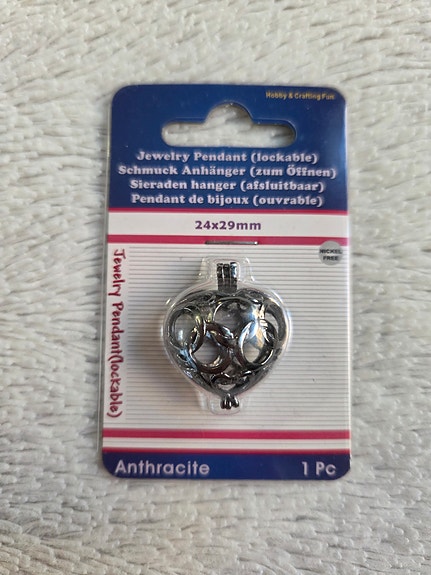 Hobby & Crafting Fun
Jewelry Pendant (lockable)
Schmuck Anhänger (zum Öffnen)
Sieraden hanger (afsluitbaar)
Pendant de bijoux (ouvrable)
24x29mm
NICKEL
FREE
Jewelry Pendant(lockable)
Anthracite
1 Pc